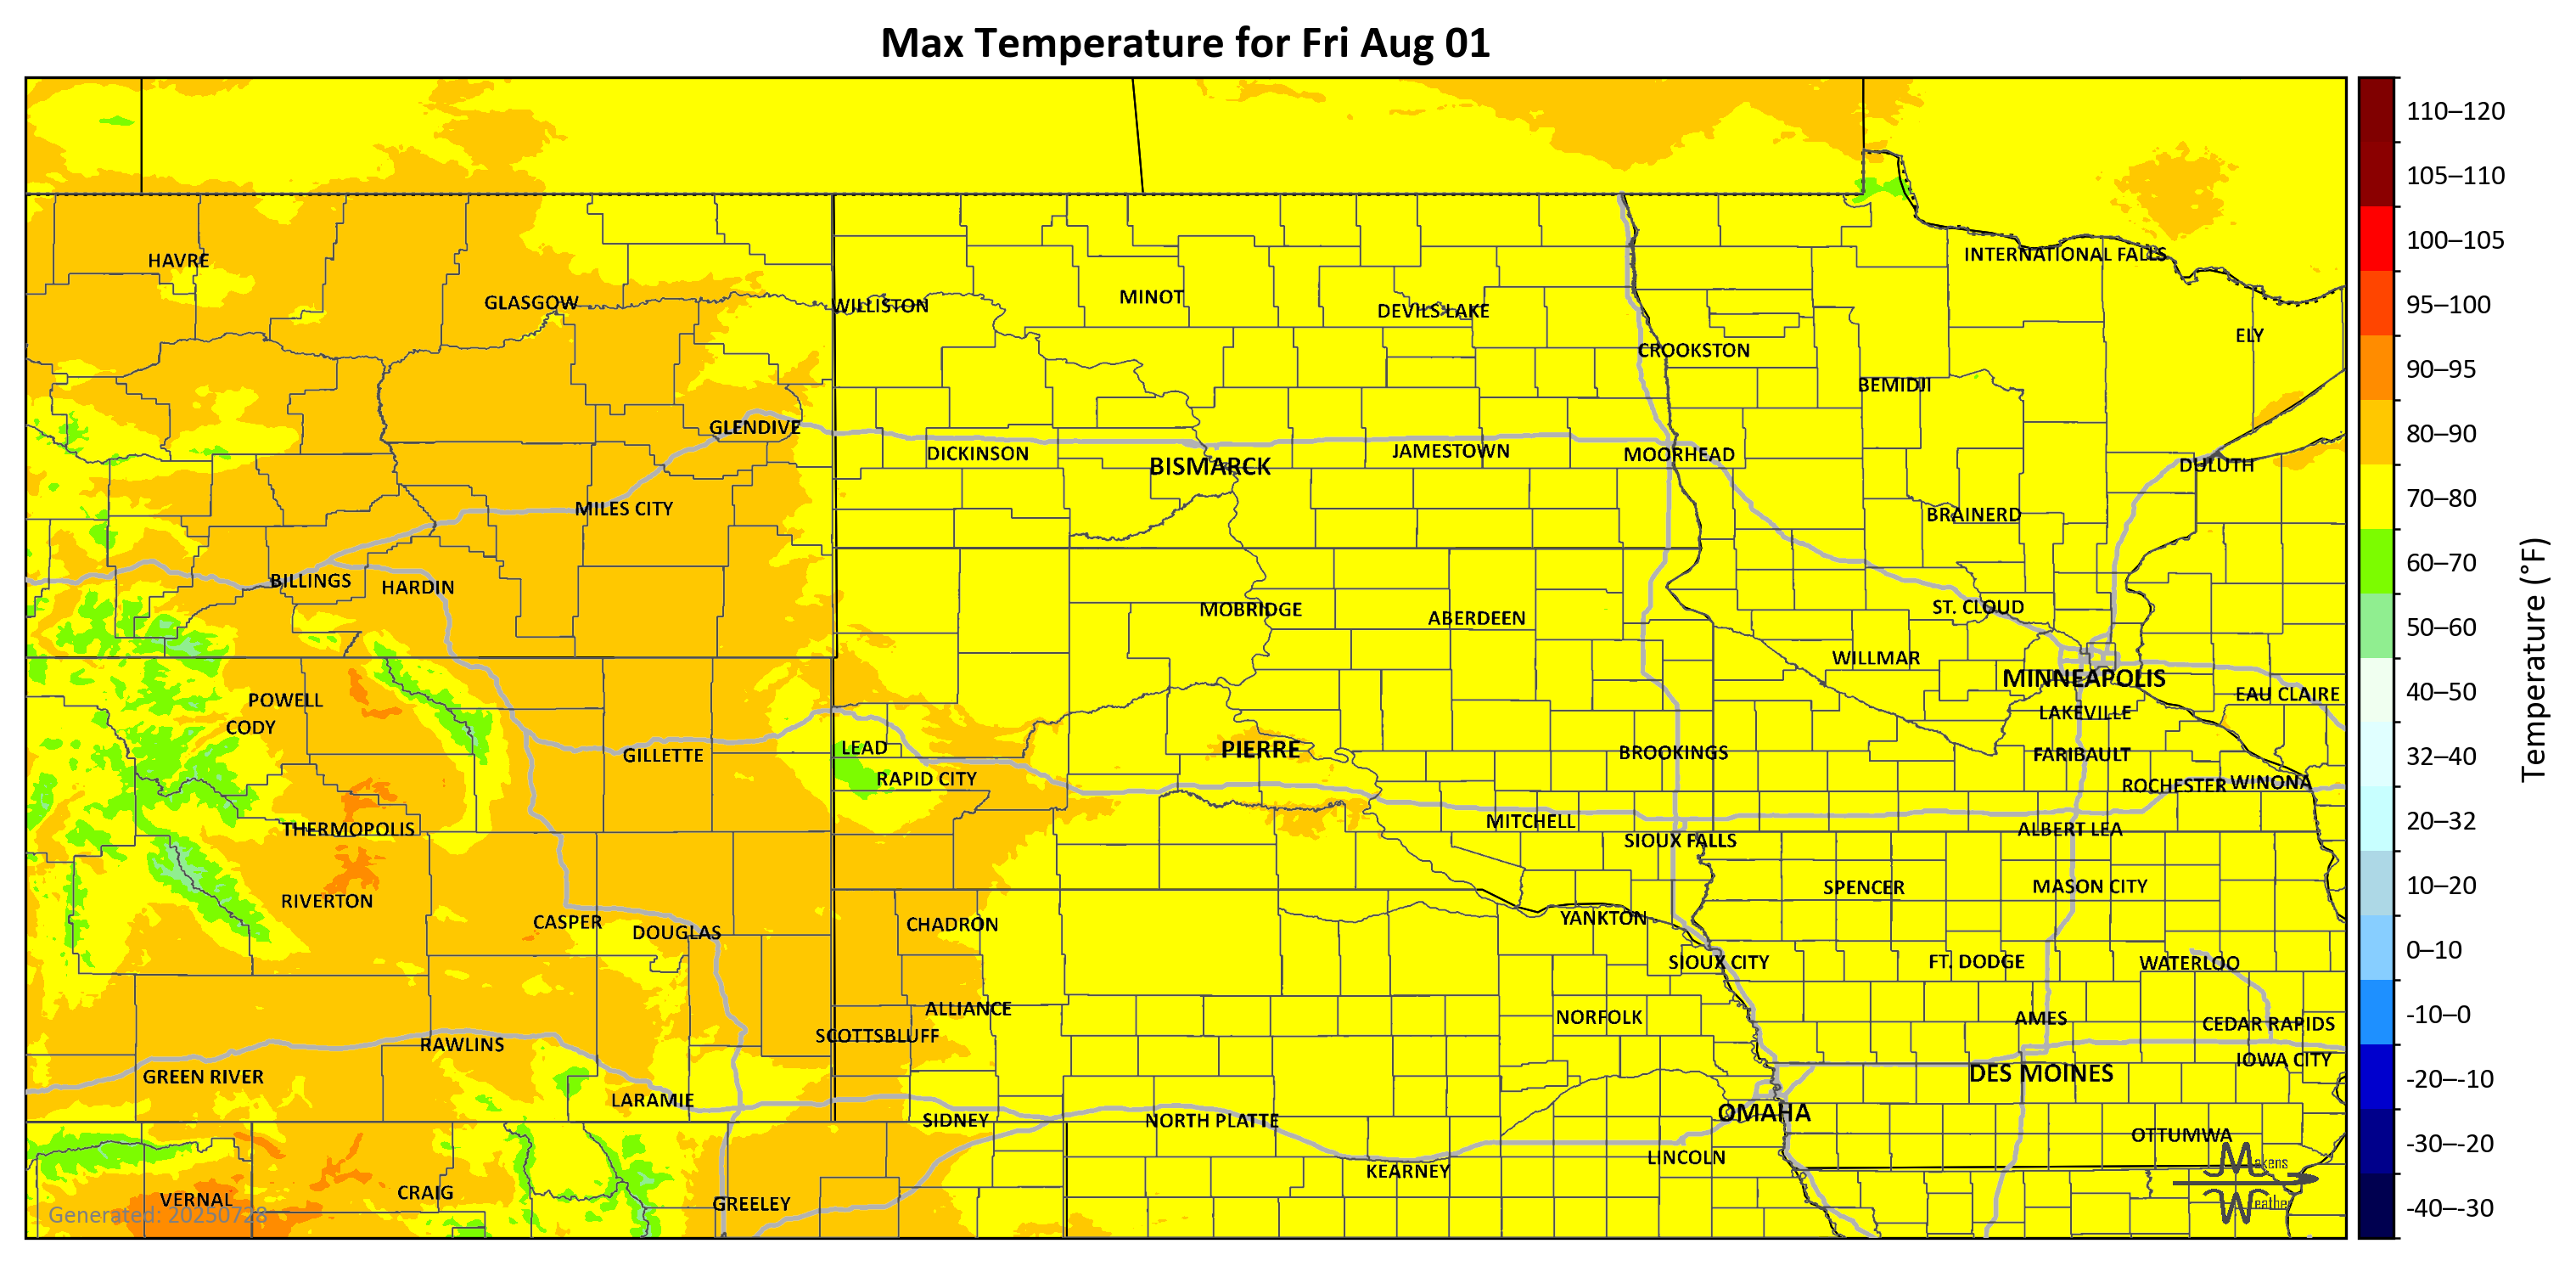 Max Temperature for Fri Aug 01
HAVRE
GLASGOW
WILLISTON
MINOT
DEVILS LAKE
CROOKSTON
INTERNATIONAL FALLS
ELY
BEMIDJI
GLENDIVE
DICKINSON
BISMARCK
JAMESTOWN
MOORHEAD
DULUTH
MILES CITY
BRAINERD
BILLINGS
HARDIN
MOBRIDGE
ABERDEEN
ST. CLOUD
WILLMAR
MINNEAPOLIS
EAU CLAIRE
POWELL
CODY
LAKEVILLE
GILLETTE
LEAD
RAPID CITY
PIERRE
BROOKINGS
FARIBAULT
ROCHESTER
WINONA
THERMOPOLIS
MITCHELL
SIOUX FALLS
ALBERT LEA
RIVERTON
CASPER
DOUGLAS
CHADRON
YANKTON
SPENCER
MASON CITY
SIOUX CITY
FT. DODGE
WATERLOO
ALLIANCE
SCOTTSBLUFF
NORFOLK
AMES
CEDAR RAPIDS
IOWA CITY
RAWLINS
GREEN RIVER
LARAMIE
SIDNEY
NORTH PLATTE
OMAHA
DES MOINES
OTTUMWA
LINCOLN
KEARNEY
VERNAL
CRAIG
GREELEY
Generated: 20250728
Makens
Weather
110–120
105–110
100–105
95–100
90–95
80–90
70–80
60–70
50–60
40–50
32–40
20–32
10–20
0–10
-10–0
-20–-10
-30–-20
-40–-30
Temperature (°F)